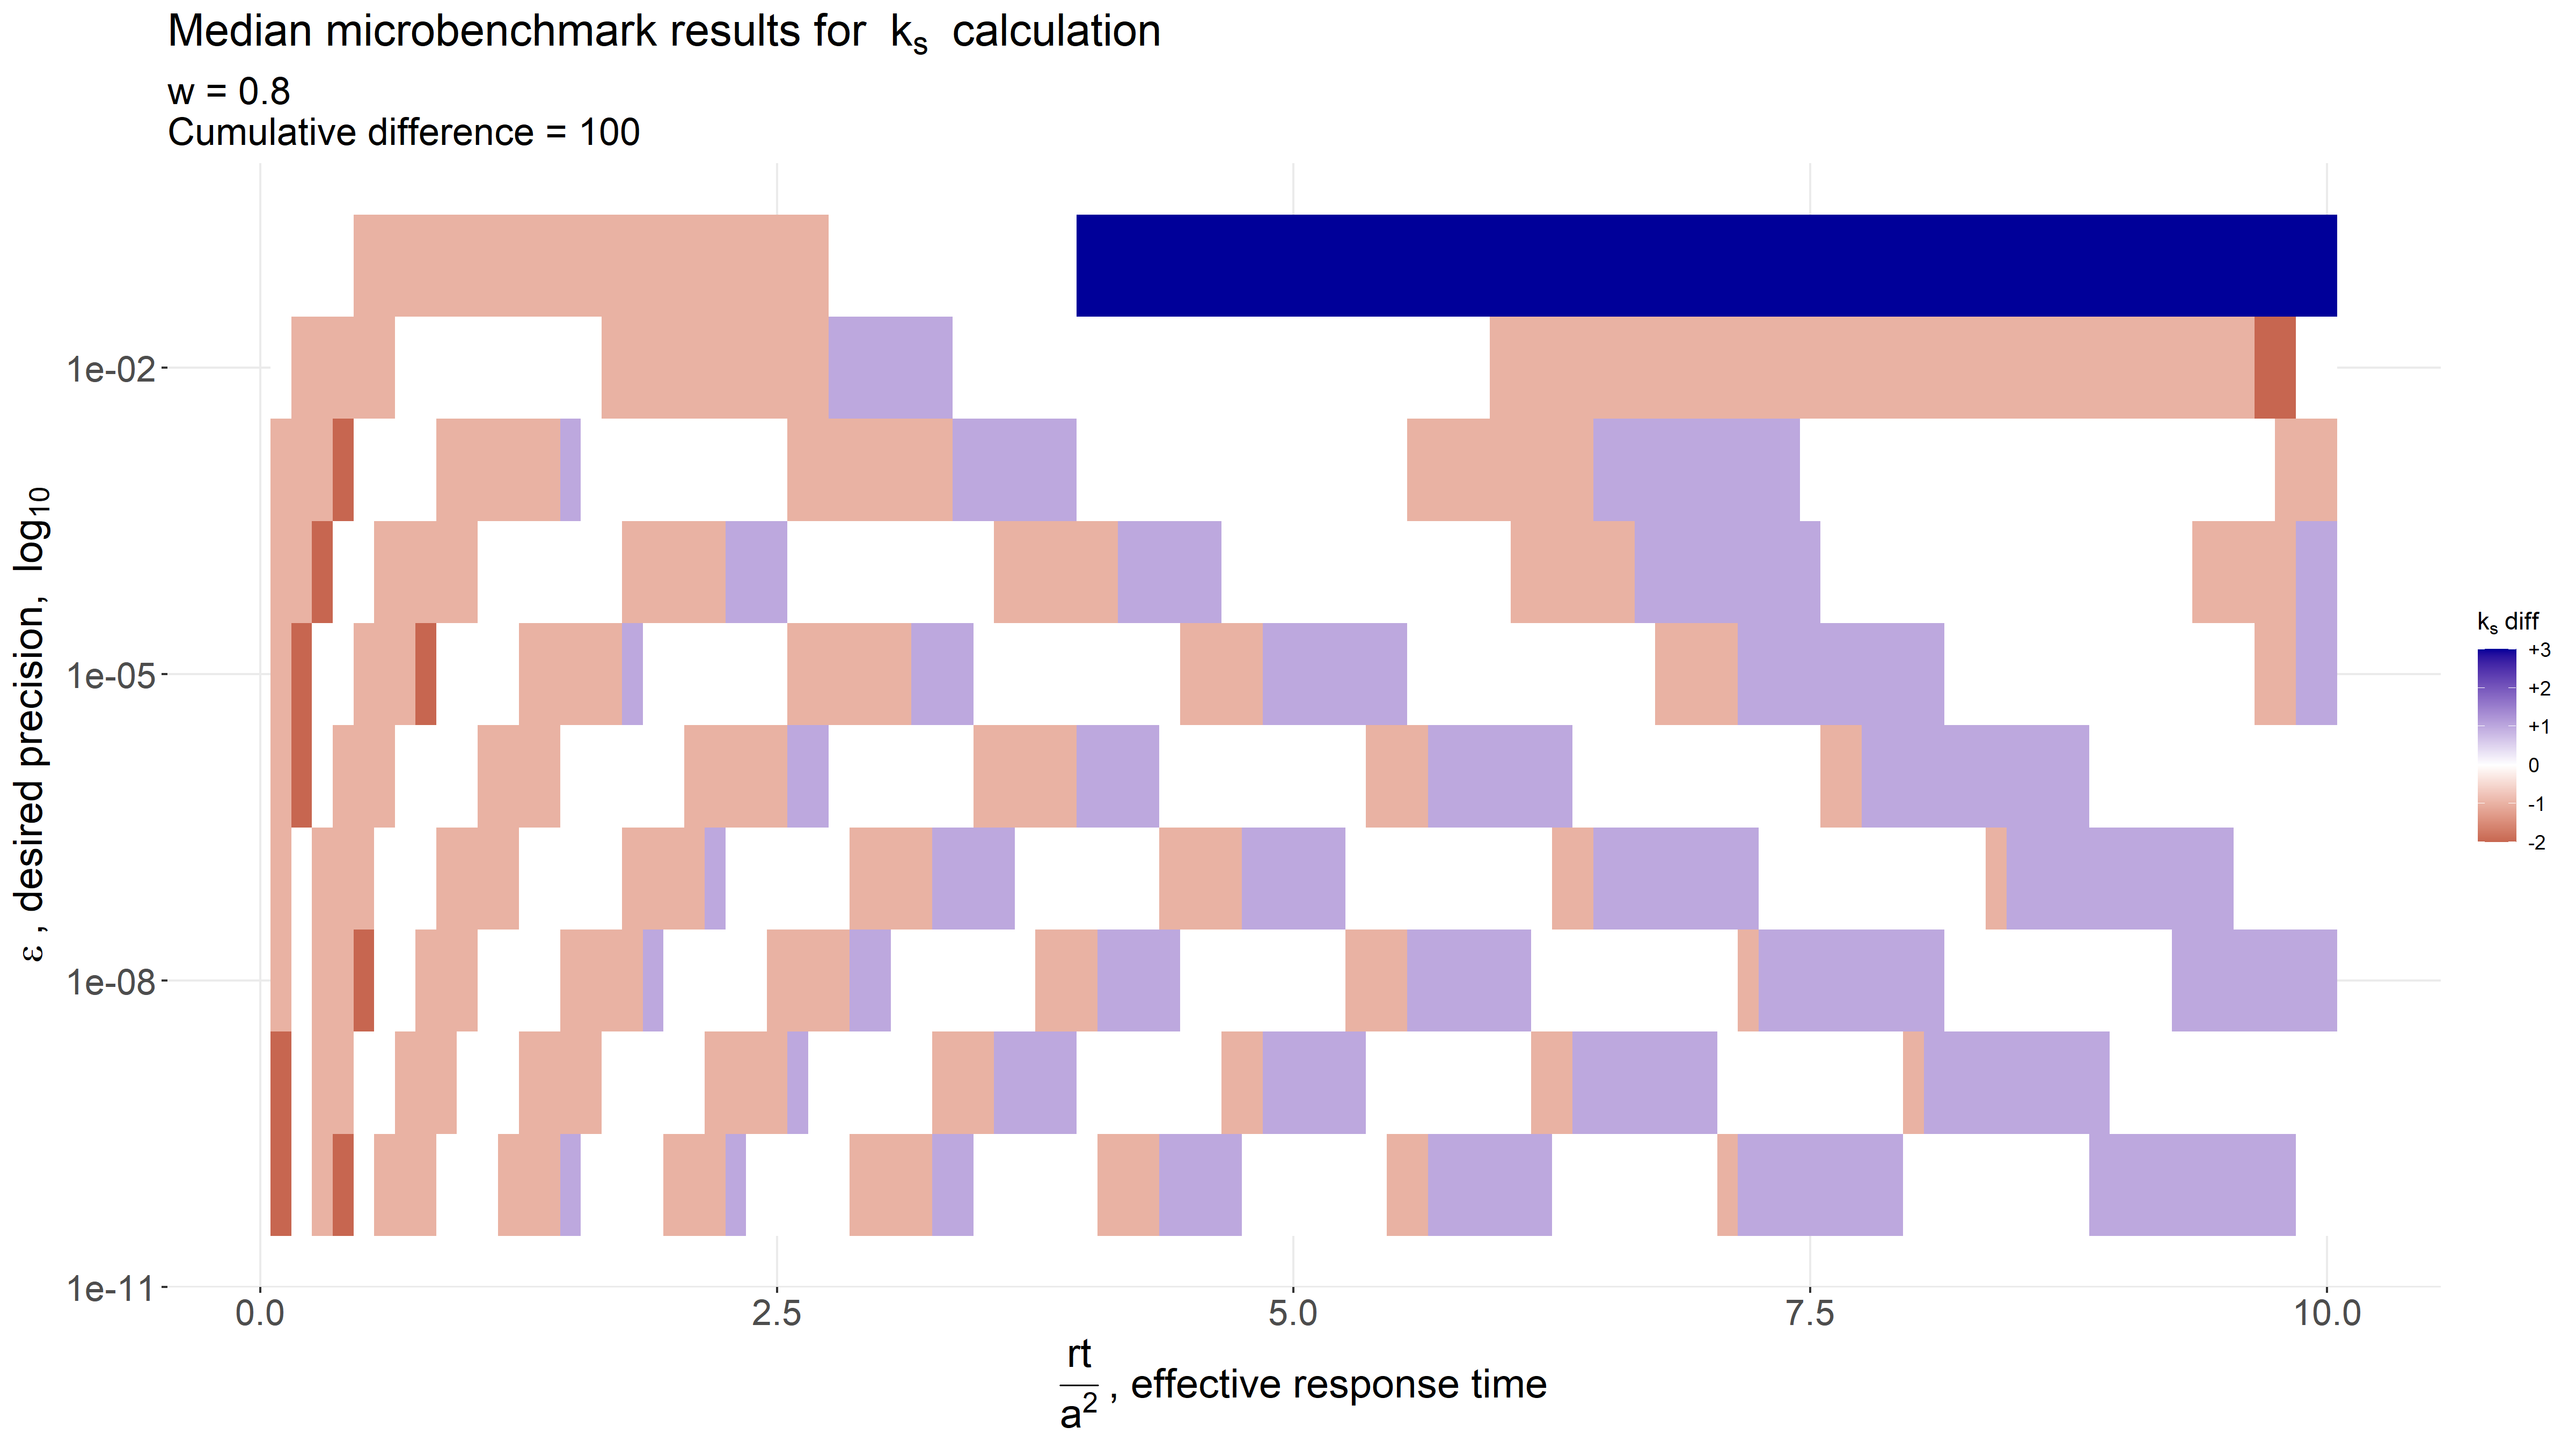 Median microbenchmark results for kₛ calculation
w = 0.8
Cumulative difference = 100
ε, desired precision, log₁₀
1e-02
1e-05
1e-08
1e-11
0.0 2.5 5.0 7.5 10.0
rt
a²
, effective response time
kₛ diff
+3
+2
+1
0
-1
-2